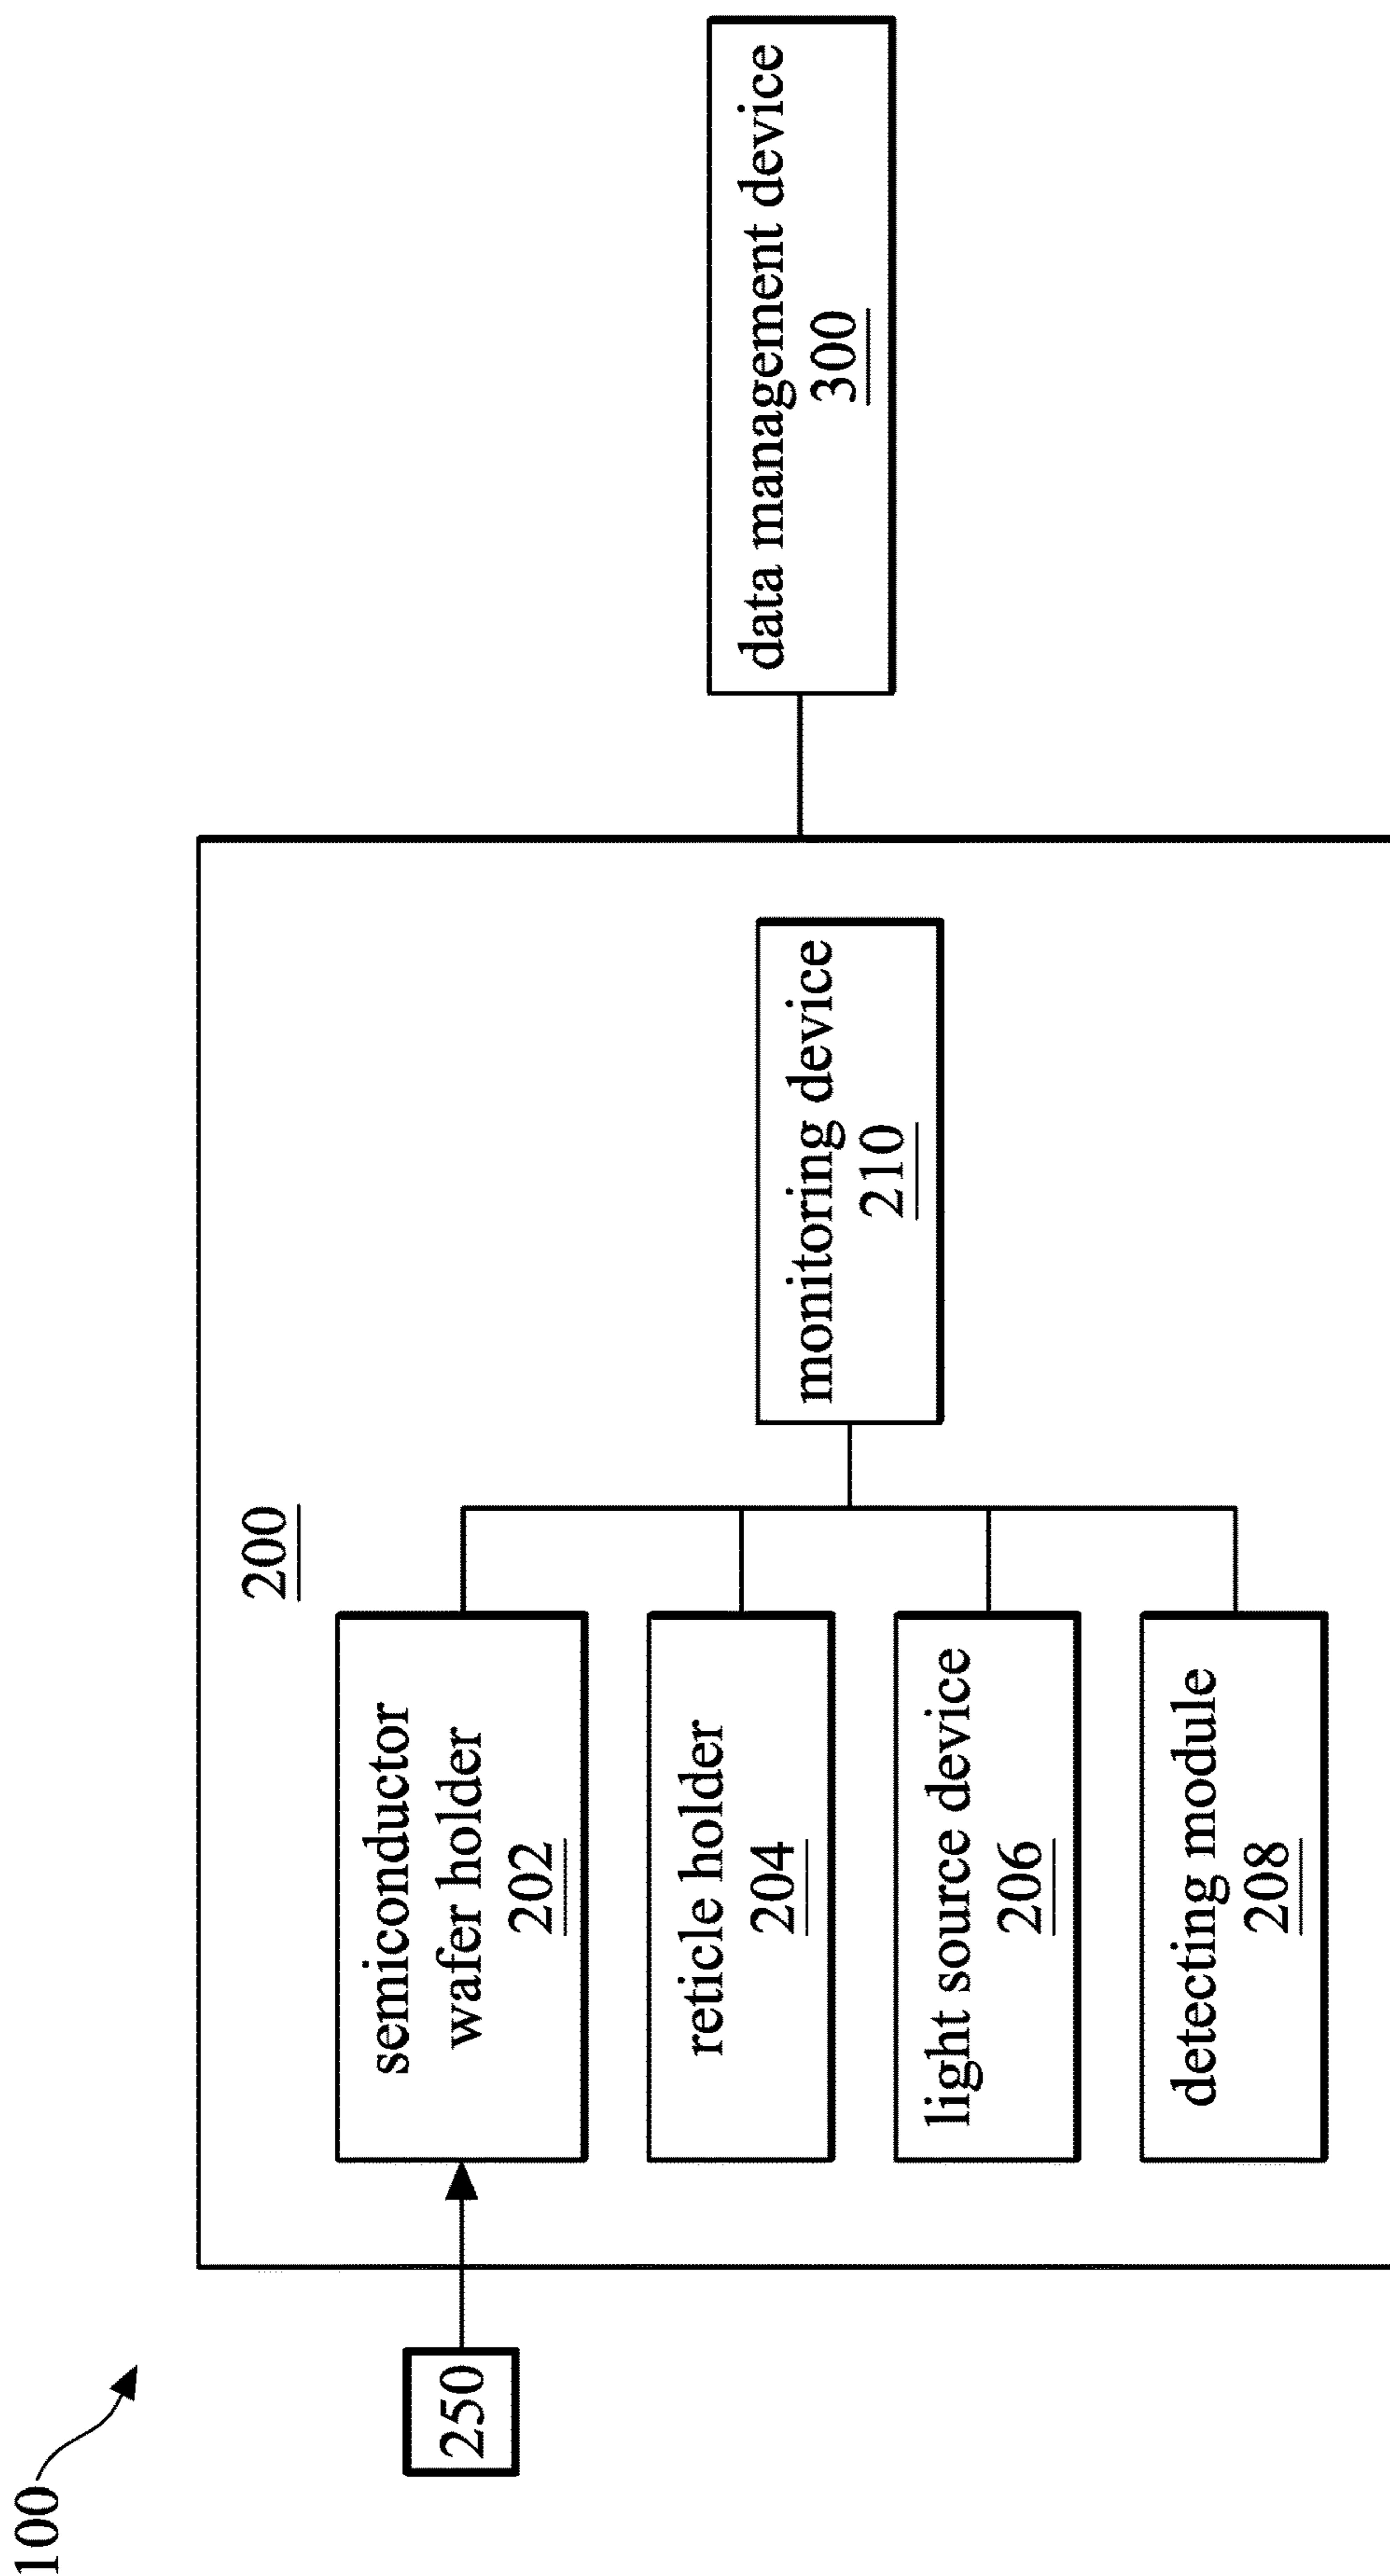 100
200
250
semiconductor
wafer holder
202
reticle holder
204
light source device
206
detecting module
208
monitoring device
210
data management device
300